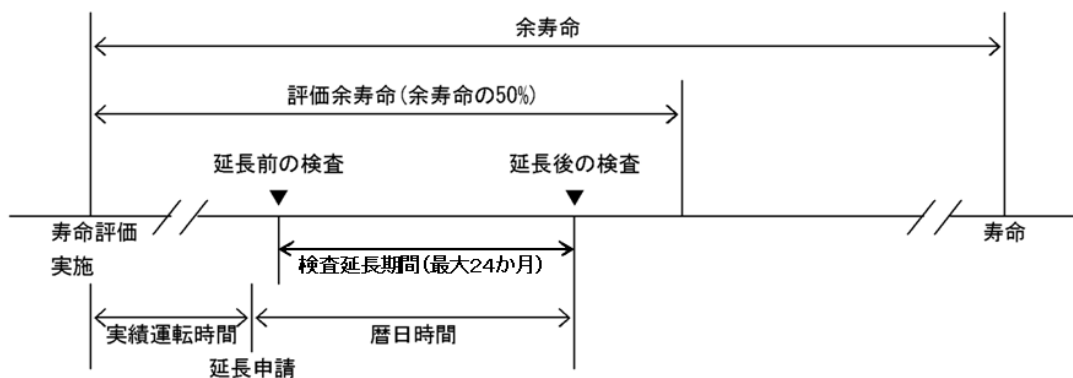 余寿命
評価余寿命(余寿命の50%)
延長前の検査
延長後の検査
寿命評価
実施
寿命
検査延長期間(最大24か月)
実績運転時間
暦日時間
延長申請